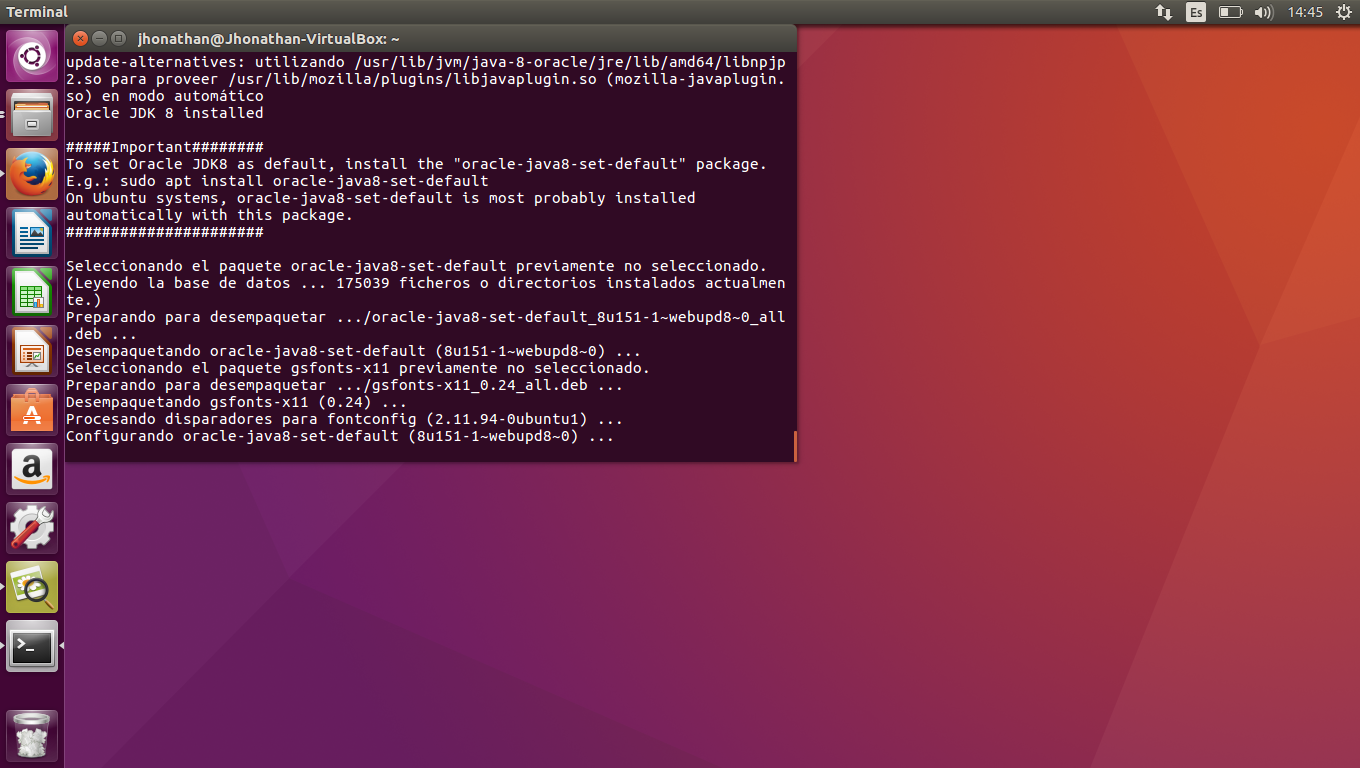 Terminal
Es
14:45
jhonathan@Jhonathan-VirtualBox: ~
update-alternatives: utilizando /usr/lib/jvm/java-8-oracle/jre/lib/amd64/libnpjp
2.so para proveer /usr/lib/mozilla/plugins/libjavaplugin.so (mozilla-javaplugin.
so) en modo automático
Oracle JDK 8 installed
#####Important########
To set Oracle JDK8 as default, install the "oracle-java8-set-default" package.
E.g.: sudo apt install oracle-java8-set-default
On Ubuntu systems, oracle-java8-set-default is most probably installed
automatically with this package.
######################
Seleccionando el paquete oracle-java8-set-default previamente no seleccionado.
(Leyendo la base de datos ... 175039 ficheros o directorios instalados actualmen
te.)
Preparando para desempaquetar .../oracle-java8-set-default_8u151-1~webupd8~0_all
.deb ...
Desempaquetando oracle-java8-set-default (8u151-1~webupd8~0) ...
Seleccionando el paquete gsfonts-x11 previamente no seleccionado.
Preparando para desempaquetar .../gsfonts-x11_0.24_all.deb ...
Desempaquetando gsfonts-x11 (0.24) ...
Procesando disparadores para fontconfig (2.11.94-0ubuntu1) ...
Configurando oracle-java8-set-default (8u151-1~webupd8~0) ...
A
a
>_